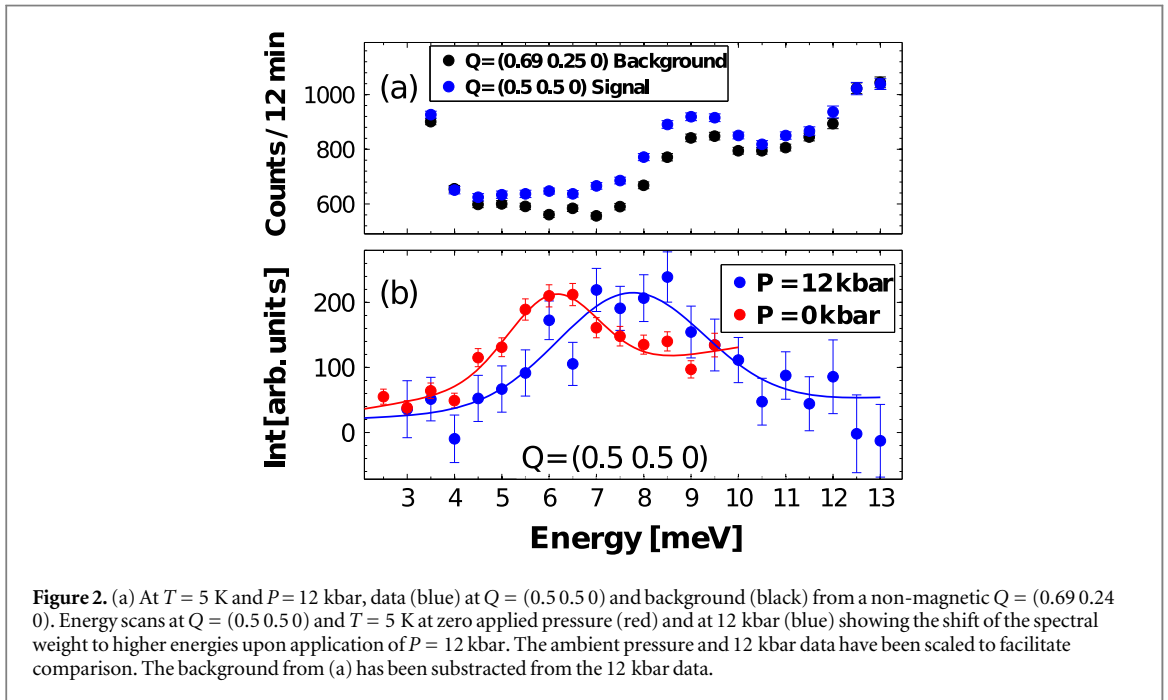 Q=(0.69 0.25 0) Background
Q=(0.5 0.5 0) Signal
(a)
Counts / 12 min
1000
800
600
(b)
P = 12 kbar
P = 0 kbar
Int[arb. units]
200
100
0
Q=(0.5 0.5 0)
3 4 5 6 7 8 9 10 11 12 13
Energy [meV]
Figure 2. (a) At T = 5 K and P = 12 kbar, data (blue) at Q = (0.5 0.5 0) and background (black) from a non-magnetic Q = (0.69 0.24
0). Energy scans at Q = (0.5 0.5 0) and T = 5 K at zero applied pressure (red) and at 12 kbar (blue) showing the shift of the spectral
weight to higher energies upon application of P = 12 kbar. The ambient pressure and 12 kbar data have been scaled to facilitate
comparison. The background from (a) has been substracted from the 12 kbar data.